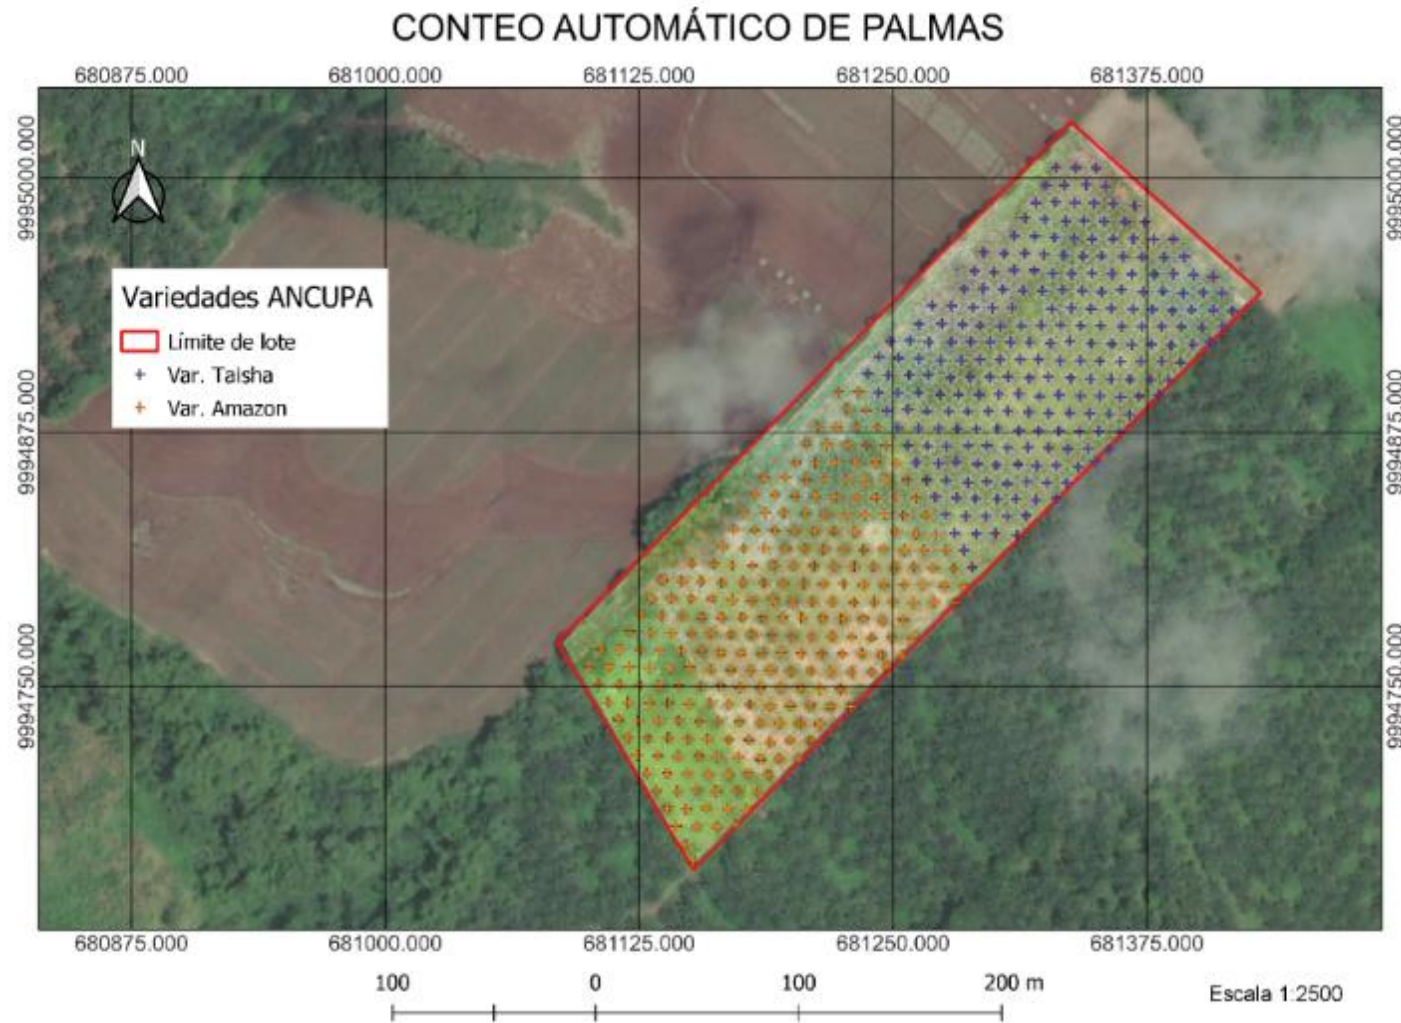 CONTEO AUTOMÁTICO DE PALMAS
680875.000 681000.000 681125.000 681250.000 681375.000
9995000.000 9995000.000
N
Variedades ANCUPA
Límite de lote
Var. Taisha
Var. Amazon
9994875.000 9994875.000
9994750.000 9994750.000
680875.000 681000.000 681125.000 681250.000 681375.000
100 0 100 200 m
Escala 1:2500